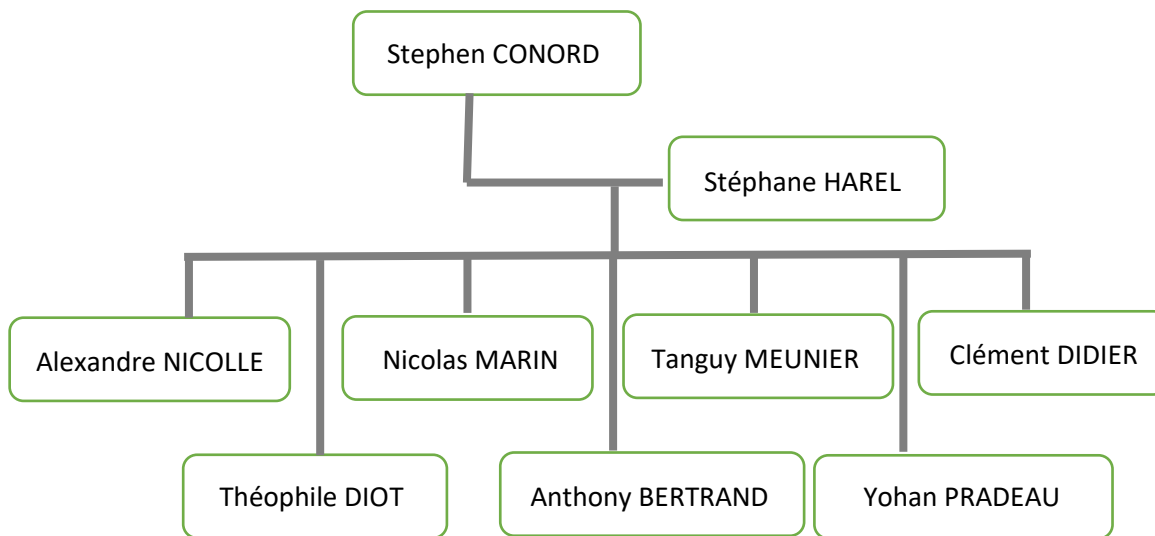 Stephen CONORD
Stéphane HAREL
Alexandre NICOLLE
Nicolas MARIN
Tanguy MEUNIER
Clément DIDIER
Théophile DIOT
Anthony BERTRAND
Yohan PRADEAU